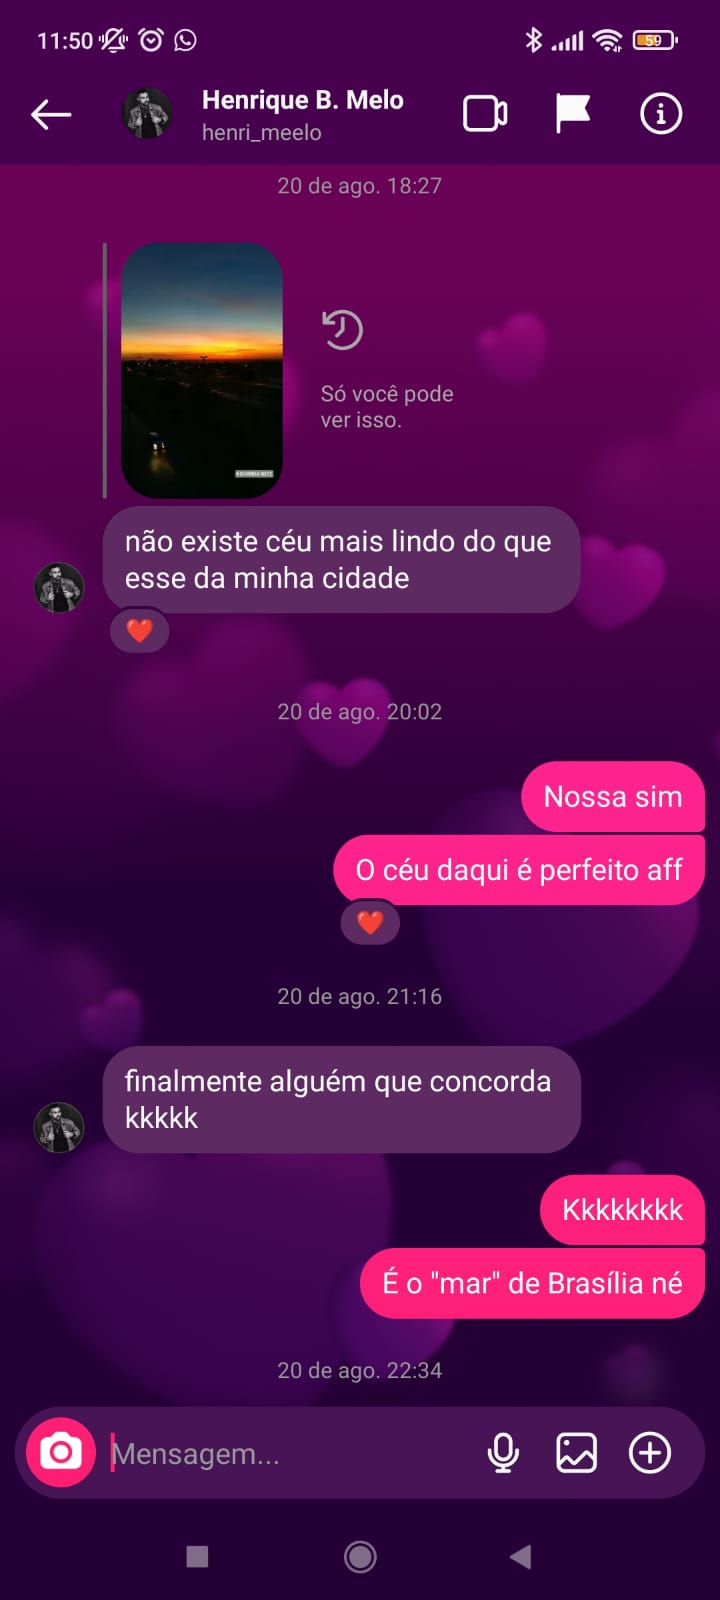 11:50
59
Henrique B. Melo
henri_meelo
20 de ago. 18:27
Só você pode
ver isso.
não existe céu mais lindo do que
esse da minha cidade
20 de ago. 20:02
Nossa sim
O céu daqui é perfeito aff
20 de ago. 21:16
finalmente alguém que concorda
kkkkk
Kkkkkkkk
É o "mar" de Brasília né
20 de ago. 22:34
Mensagem...